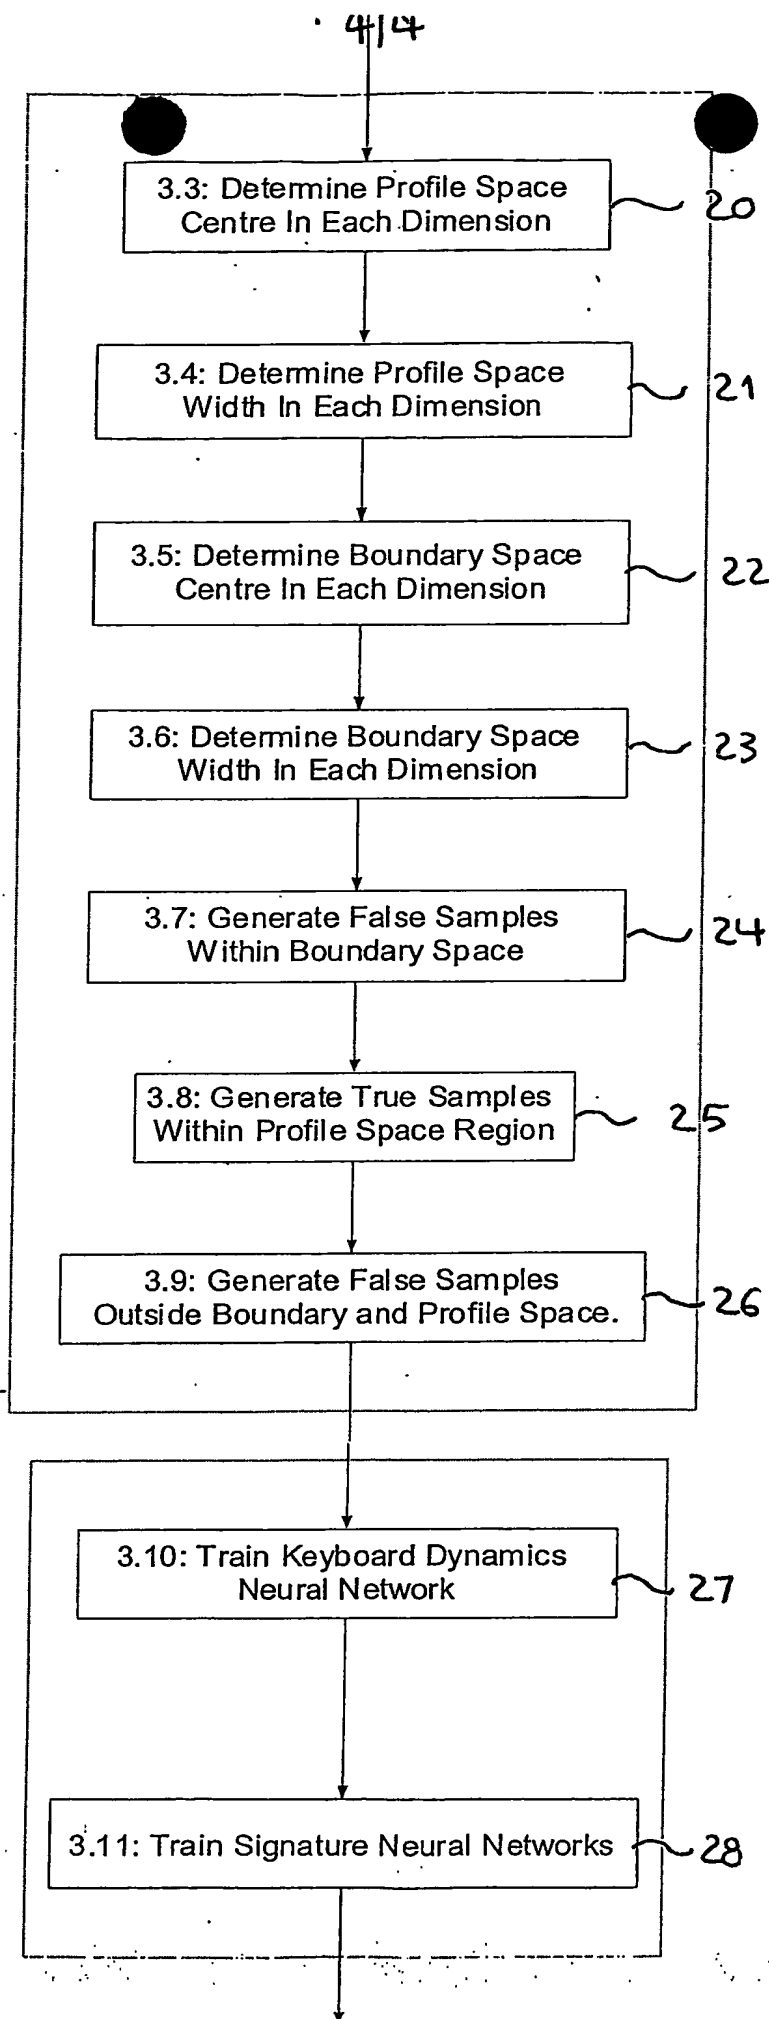 4/4
3.3: Determine Profile Space
Centre In Each Dimension
20
3.4: Determine Profile Space
Width In Each Dimension
21
3.5: Determine Boundary Space
Centre In Each Dimension
22
3.6: Determine Boundary Space
Width In Each Dimension
23
3.7: Generate False Samples
Within Boundary Space
24
3.8: Generate True Samples
Within Profile Space Region
25
3.9: Generate False Samples
Outside Boundary and Profile Space.
26
3.10: Train Keyboard Dynamics
Neural Network
27
3.11: Train Signature Neural Networks
28